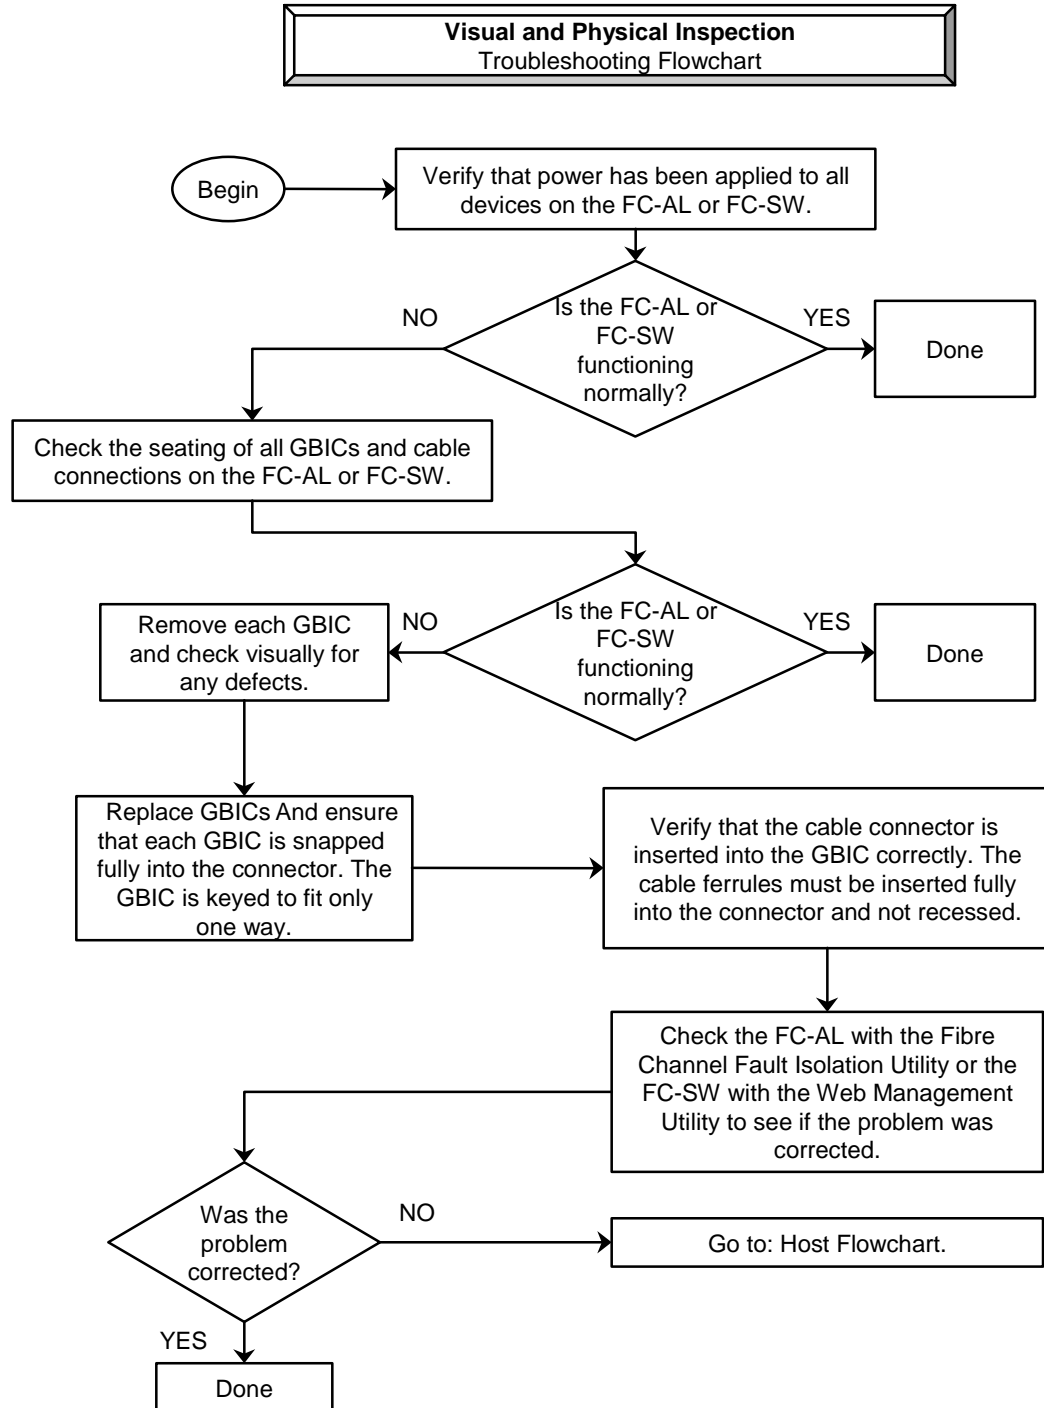 Visual and Physical Inspection
Troubleshooting Flowchart
Begin
Verify that power has been applied to all
devices on the FC-AL or FC-SW.
NO
Is the FC-AL or
FC-SW
functioning
normally?
YES
Done
Check the seating of all GBICs and cable
connections on the FC-AL or FC-SW.
Remove each GBIC
and check visually for
any defects.
NO
Is the FC-AL or
FC-SW
functioning
normally?
YES
Done
Replace GBICs And ensure
that each GBIC is snapped
fully into the connector. The
GBIC is keyed to fit only
one way.
Verify that the cable connector is
inserted into the GBIC correctly. The
cable ferrules must be inserted fully
into the connector and not recessed.
Check the FC-AL with the Fibre
Channel Fault Isolation Utility or the
FC-SW with the Web Management
Utility to see if the problem was
corrected.
Was the
problem
corrected?
NO
Go to: Host Flowchart.
YES
Done